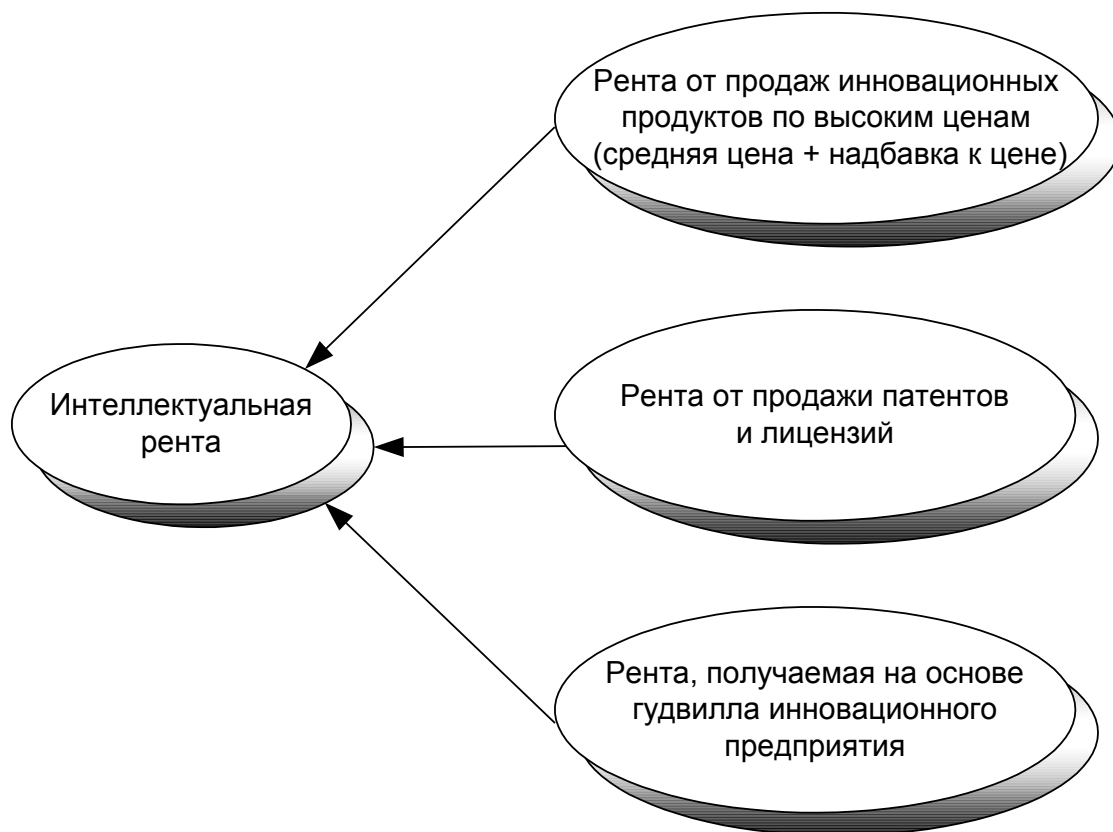 Рента от продаж инновационных
продуктов по высоким ценам
(средняя цена + надбавка к цене)
Интеллектуальная
рента
Рента от продажи патентов
и лицензий
Рента, получаемая на основе
гудвилла инновационного
предприятия